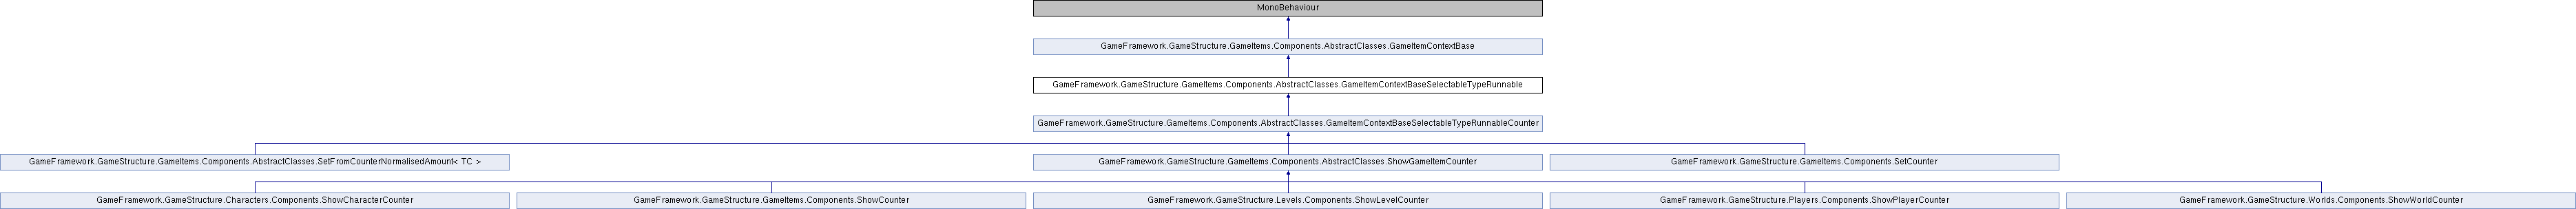 MonoBehaviour
GameFramework.GameStructure.GameItems.Components.AbstractClasses.GameItemContextBase
GameFramework.GameStructure.GameItems.Components.AbstractClasses.GameItemContextBaseSelectableTypeRunnable
GameFramework.GameStructure.GameItems.Components.AbstractClasses.GameItemContextBaseSelectableTypeRunnableCounter
GameFramework.GameStructure.GameItems.Components.AbstractClasses.SetFromCounterNormalisedAmount< TC >
GameFramework.GameStructure.GameItems.Components.AbstractClasses.ShowGameItemCounter
GameFramework.GameStructure.GameItems.Components.SetCounter
GameFramework.GameStructure.Characters.Components.ShowCharacterCounter
GameFramework.GameStructure.GameItems.Components.ShowCounter
GameFramework.GameStructure.Levels.Components.ShowLevelCounter
GameFramework.GameStructure.Players.Components.ShowPlayerCounter
GameFramework.GameStructure.Worlds.Components.ShowWorldCounter